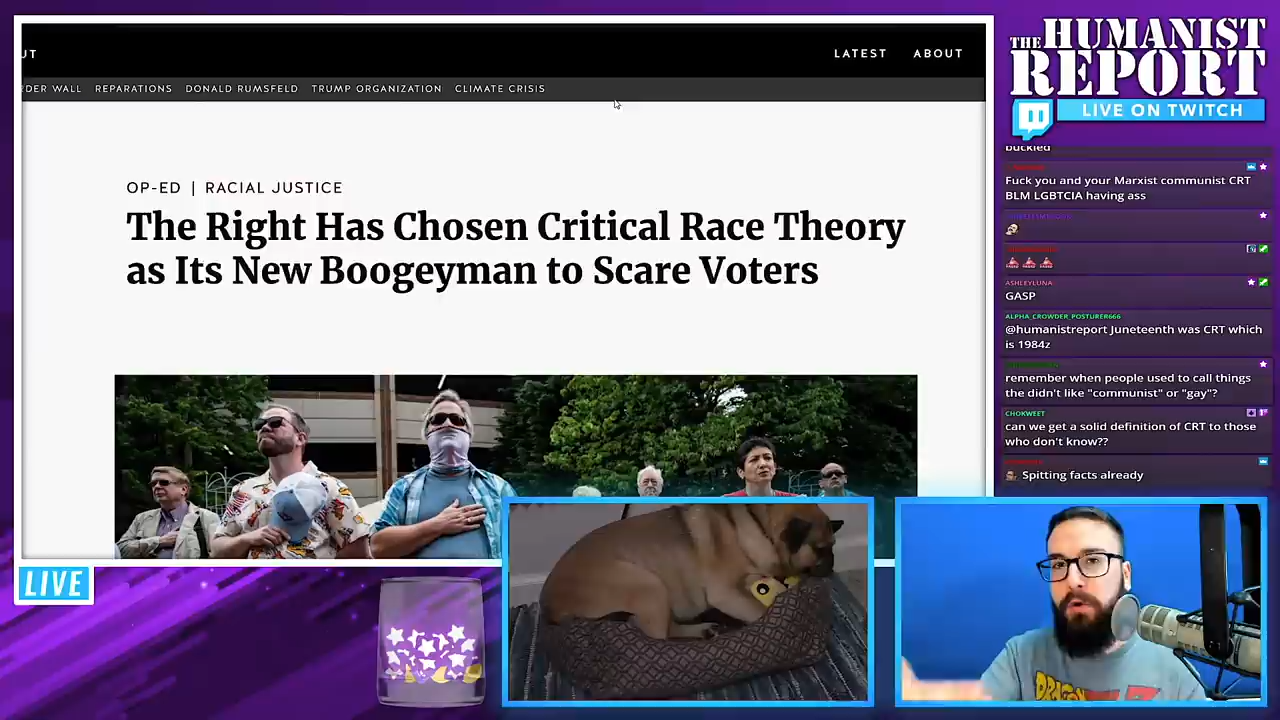 UT
LATEST ABOUT
RDER WALL REPARATIONS DONALD RUMSFELD TRUMP ORGANIZATION CLIMATE CRISIS
OP-ED | RACIAL JUSTICE
The Right Has Chosen Critical Race Theory
as Its New Boogeyman to Scare Voters
LIVE
THE HUMANIST
REPORT
LIVE ON TWITCH
buckled
Fuck you and your Marxist communist CRT
BLM LGBTCIA having ass
ASHLEYLUNA
GASP
ALPHA_CROWDER_POSTURER666
@humanistreport Juneteenth was CRT which
is 1984z
remember when people used to call things
the didn't like "communist" or "gay"?
CHOKWEET
can we get a solid definition of CRT to those
who don't know??
Spitting facts already
DRAGON